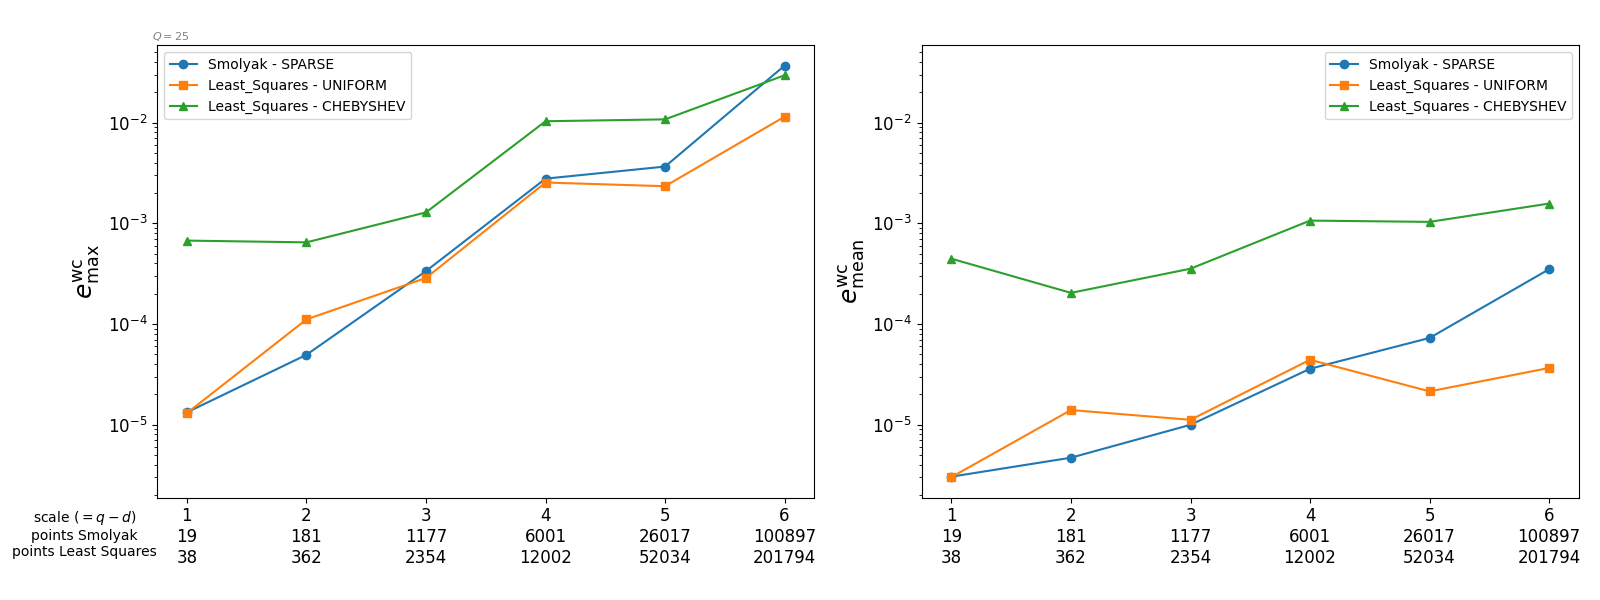 Q = 25
Smolyak - SPARSE
Least_Squares - UNIFORM
Least_Squares - CHEBYSHEV
10⁻²
10⁻³
10⁻⁴
10⁻⁵
e^wc_max
scale (= q − d)
points Smolyak
points Least Squares
1 2 3 4 5 6
19 181 1177 6001 26017 100897
38 362 2354 12002 52034 201794
Smolyak - SPARSE
Least_Squares - UNIFORM
Least_Squares - CHEBYSHEV
10⁻²
10⁻³
10⁻⁴
10⁻⁵
e^wc_mean
1 2 3 4 5 6
19 181 1177 6001 26017 100897
38 362 2354 12002 52034 201794